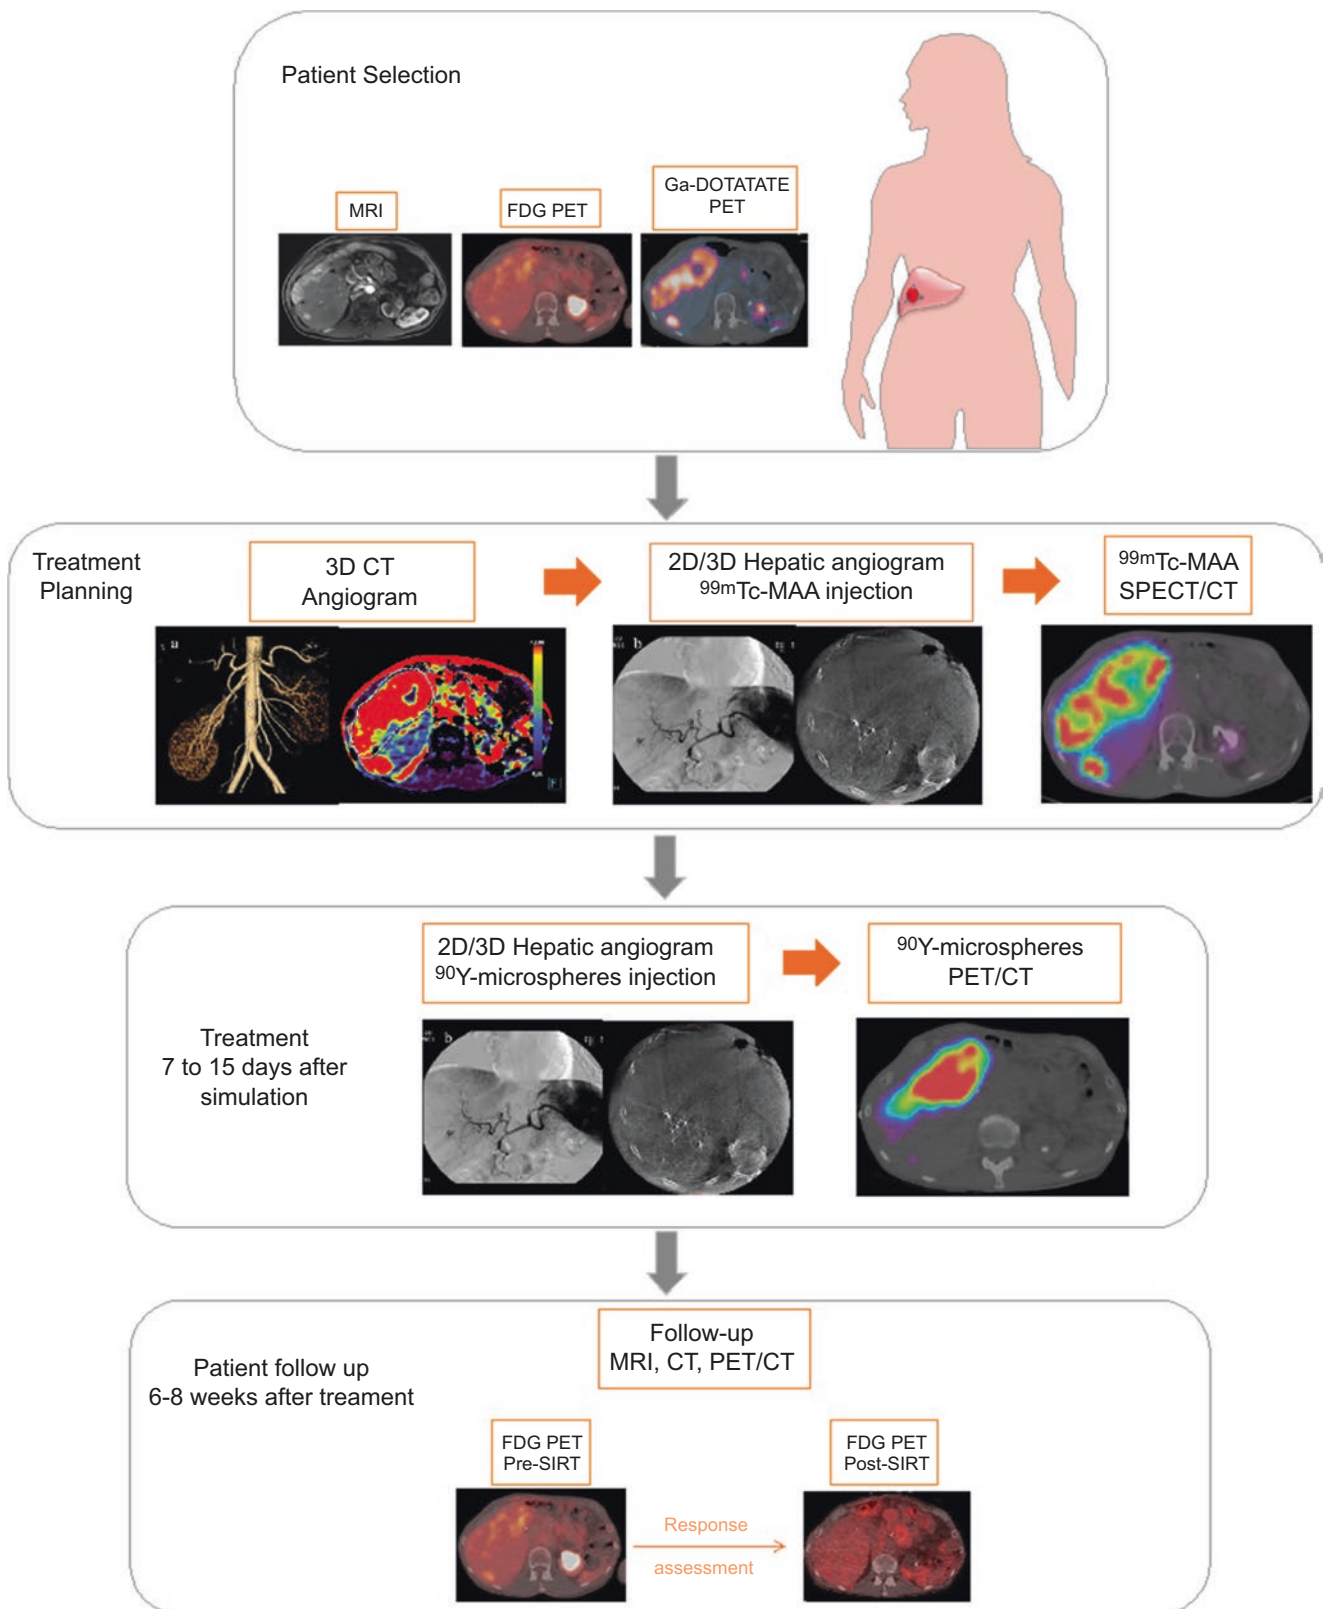 Patient Selection
MRI
FDG PET
Ga-DOTATATE
PET
Treatment
Planning
3D CT
Angiogram
2D/3D Hepatic angiogram
99mTc-MAA injection
99mTc-MAA
SPECT/CT
a
b
2D/3D Hepatic angiogram
90Y-microspheres injection
90Y-microspheres
PET/CT
Treatment
7 to 15 days after
simulation
b
Follow-up
MRI, CT, PET/CT
Patient follow up
6-8 weeks after treament
FDG PET
Pre-SIRT
FDG PET
Post-SIRT
Response
assessment